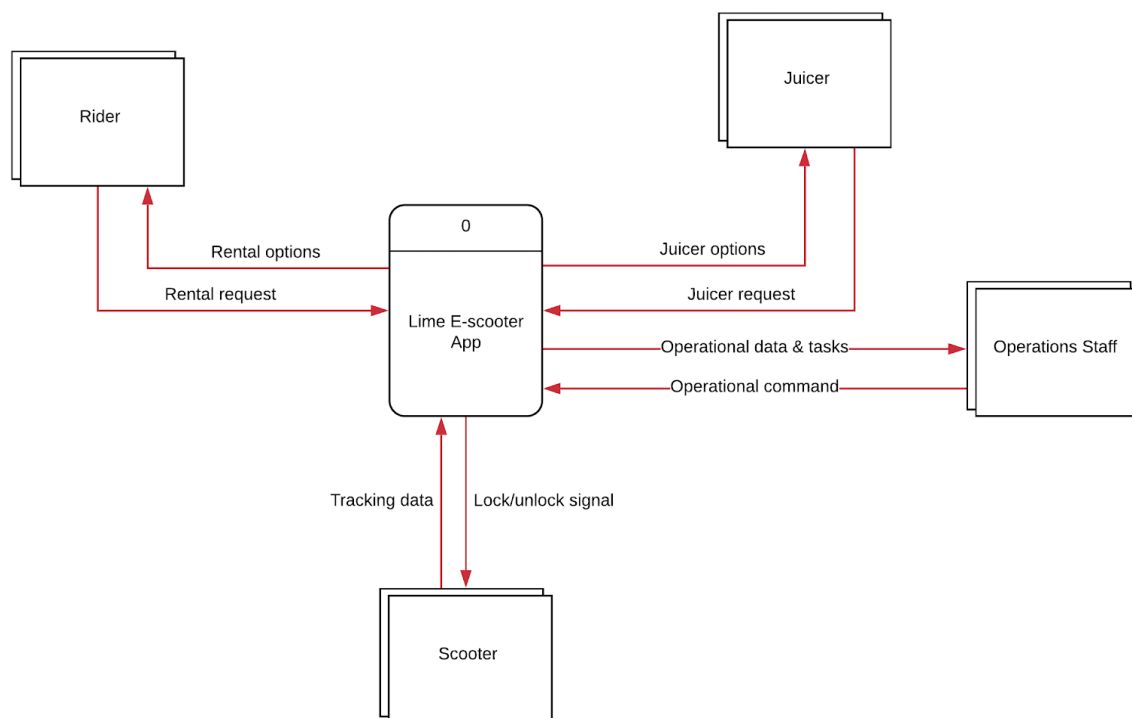 Juicer
Rider
0
Rental options
Juicer options
Rental request
Juicer request
Lime E-scooter
App
Operational data & tasks
Operations Staff
Operational command
Tracking data
Lock/unlock signal
Scooter